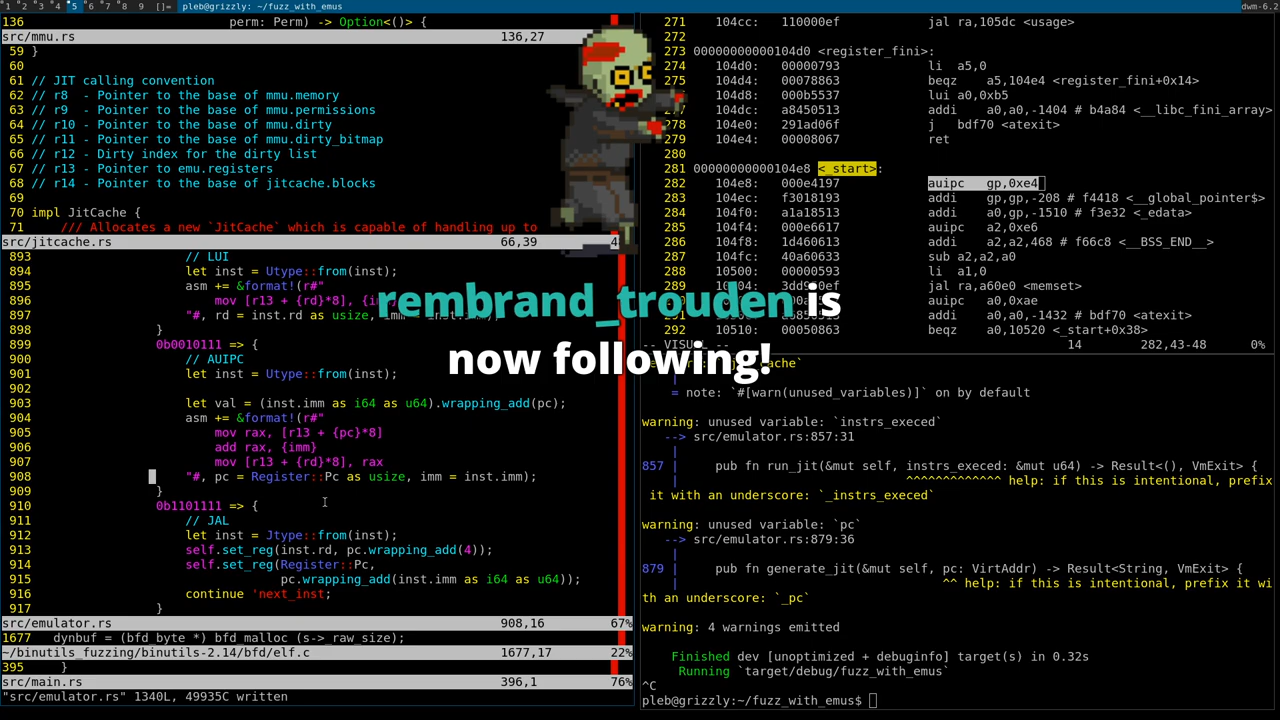 1 2 3 4 5 6 7 8 9 []= pleb@grizzly: ~/fuzz_with_emus dwm-6.2
136 perm: Perm) -> Option<()> {
src/mmu.rs 136,27
59 }
60
61 // JIT calling convention
62 // r8  - Pointer to the base of mmu.memory
63 // r9  - Pointer to the base of mmu.permissions
64 // r10 - Pointer to the base of mmu.dirty
65 // r11 - Pointer to the base of mmu.dirty_bitmap
66 // r12 - Dirty index for the dirty list
67 // r13 - Pointer to emu.registers
68 // r14 - Pointer to base of jitcache.blocks
69
70 impl JitCache {
71 /// Allocates a new `JitCache` which is capable of handling up to
src/jitcache.rs 66,39 4
893 // LUI
894 let inst = Utype::from(inst);
895 asm += &format!(r#"
896 mov [r13 + {rd}*8], {im
897 "#, rd = inst.rd as usize,
898 }
899 0b0010111 => {
900 // AUIPC
901 let inst = Utype::from(inst);
902
903 let val = (inst.imm as i64 as u64).wrapping_add(pc);
904 asm += &format!(r#"
905 mov rax, [r13 + {pc}*8]
906 add rax, {imm}
907 mov [r13 + {rd}*8], rax
908 "#, pc = Register::Pc as usize, imm = inst.imm);
909 }
910 0b1101111 => {
911 // JAL
912 let inst = Jtype::from(inst);
913 self.set_reg(inst.rd, pc.wrapping_add(4));
914 self.set_reg(Register::Pc,
915 pc.wrapping_add(inst.imm as i64 as u64));
916 continue 'next_inst;
917 }
src/emulator.rs 908,16 67%
1677 dynbuf = (bfd_byte *) bfd_malloc (s->_raw_size);
~/binutils_fuzzing/binutils-2.14/bfd/elf.c 1677,17 22%
395 }
src/main.rs 396,1 76%
"src/emulator.rs" 1340L, 49935C written
rembrand_trouden is
now following!
271 104cc: 110000ef jal ra,105dc <usage>
272
273 00000000000104d0 <register_fini>:
274 104d0: 00000793 li a5,0
275 104d4: 00078863 beqz a5,104e4 <register_fini+0x14>
276 104d8: 000b5537 lui a0,0xb5
104dc: a8450513 addi a0,a0,-1404 # b4a84 <__libc_fini_array>
278 104e0: 291ad06f j bdf70 <atexit>
279 104e4: 00008067 ret
280
281 00000000000104e8 <_start>:
282 104e8: 000e4197 auipc gp,0xe4
283 104ec: f3018193 addi gp,gp,-208 # f4418 <__global_pointer$>
284 104f0: a1a18513 addi a0,gp,-1510 # f3e32 <_edata>
285 104f4: 000e6617 auipc a2,0xe6
286 104f8: 1d460613 addi a2,a2,468 # f66c8 <__BSS_END__>
287 104fc: 40a60633 sub a2,a2,a0
288 10500: 00000593 li a1,0
jal ra,a60e0 <memset>
auipc a0,0xae
addi a0,a0,-1432 # bdf70 <atexit>
292 10510: 00050863 beqz a0,10520 <_start+0x38>
-- VISUAL -- 14 282,43-48 0%
= note: `#[warn(unused_variables)]` on by default
warning: unused variable: `instrs_execed`
--> src/emulator.rs:857:31
|
857 | pub fn run_jit(&mut self, instrs_execed: &mut u64) -> Result<(), VmExit> {
| ^^^^^^^^^^^^^ help: if this is intentional, prefix
it with an underscore: `_instrs_execed`
warning: unused variable: `pc`
--> src/emulator.rs:879:36
|
879 | pub fn generate_jit(&mut self, pc: VirtAddr) -> Result<String, VmExit> {
| ^^ help: if this is intentional, prefix it wi
th an underscore: `_pc`
warning: 4 warnings emitted
Finished dev [unoptimized + debuginfo] target(s) in 0.32s
Running `target/debug/fuzz_with_emus`
^C
pleb@grizzly:~/fuzz_with_emus$